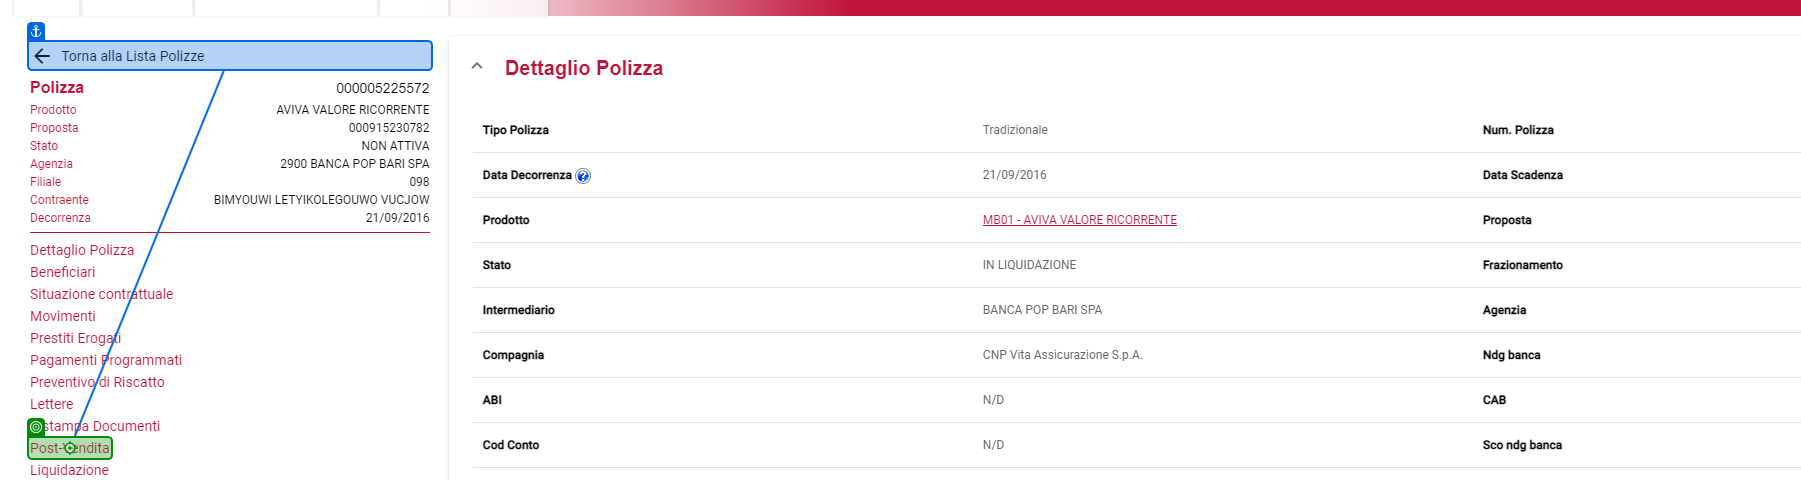 Torna alla Lista Polizze
Polizza 000005225572
Prodotto AVIVA VALORE RICORRENTE
Proposta 000915230782
Stato NON ATTIVA
Agenzia 2900 BANCA POP BARI SPA
Filiale 098
Contraente BIMYOUWI LETYIKOLEGOUWO VUCJOW
Decorrenza 21/09/2016
Dettaglio Polizza
Beneficiari
Situazione contrattuale
Movimenti
Prestiti Erogati
Pagamenti Programmati
Preventivo di Riscatto
Lettere
Ristampa Documenti
Post-Vendita
Liquidazione
Dettaglio Polizza
Tipo Polizza Tradizionale Num. Polizza
Data Decorrenza ? 21/09/2016 Data Scadenza
Prodotto MB01 - AVIVA VALORE RICORRENTE Proposta
Stato IN LIQUIDAZIONE Frazionamento
Intermediario BANCA POP BARI SPA Agenzia
Compagnia CNP Vita Assicurazione S.p.A. Ndg banca
ABI N/D CAB
Cod Conto N/D Sco ndg banca